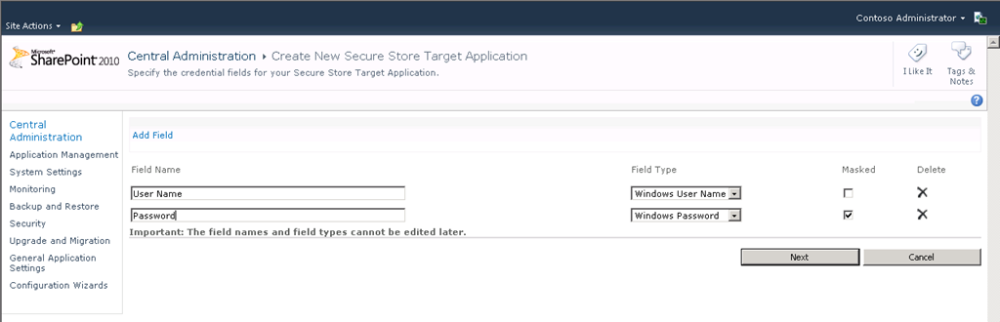 Site Actions
Contoso Administrator
Microsoft
SharePoint 2010
Central Administration Create New Secure Store Target Application
Specify the credential fields for your Secure Store Target Application.
I Like It
Tags &
Notes
?
Central
Administration
Application Management
System Settings
Monitoring
Backup and Restore
Security
Upgrade and Migration
General Application
Settings
Configuration Wizards
Add Field
Field Name Field Type Masked Delete
User Name Windows User Name
Password Windows Password
Important: The field names and field types cannot be edited later.
Next Cancel